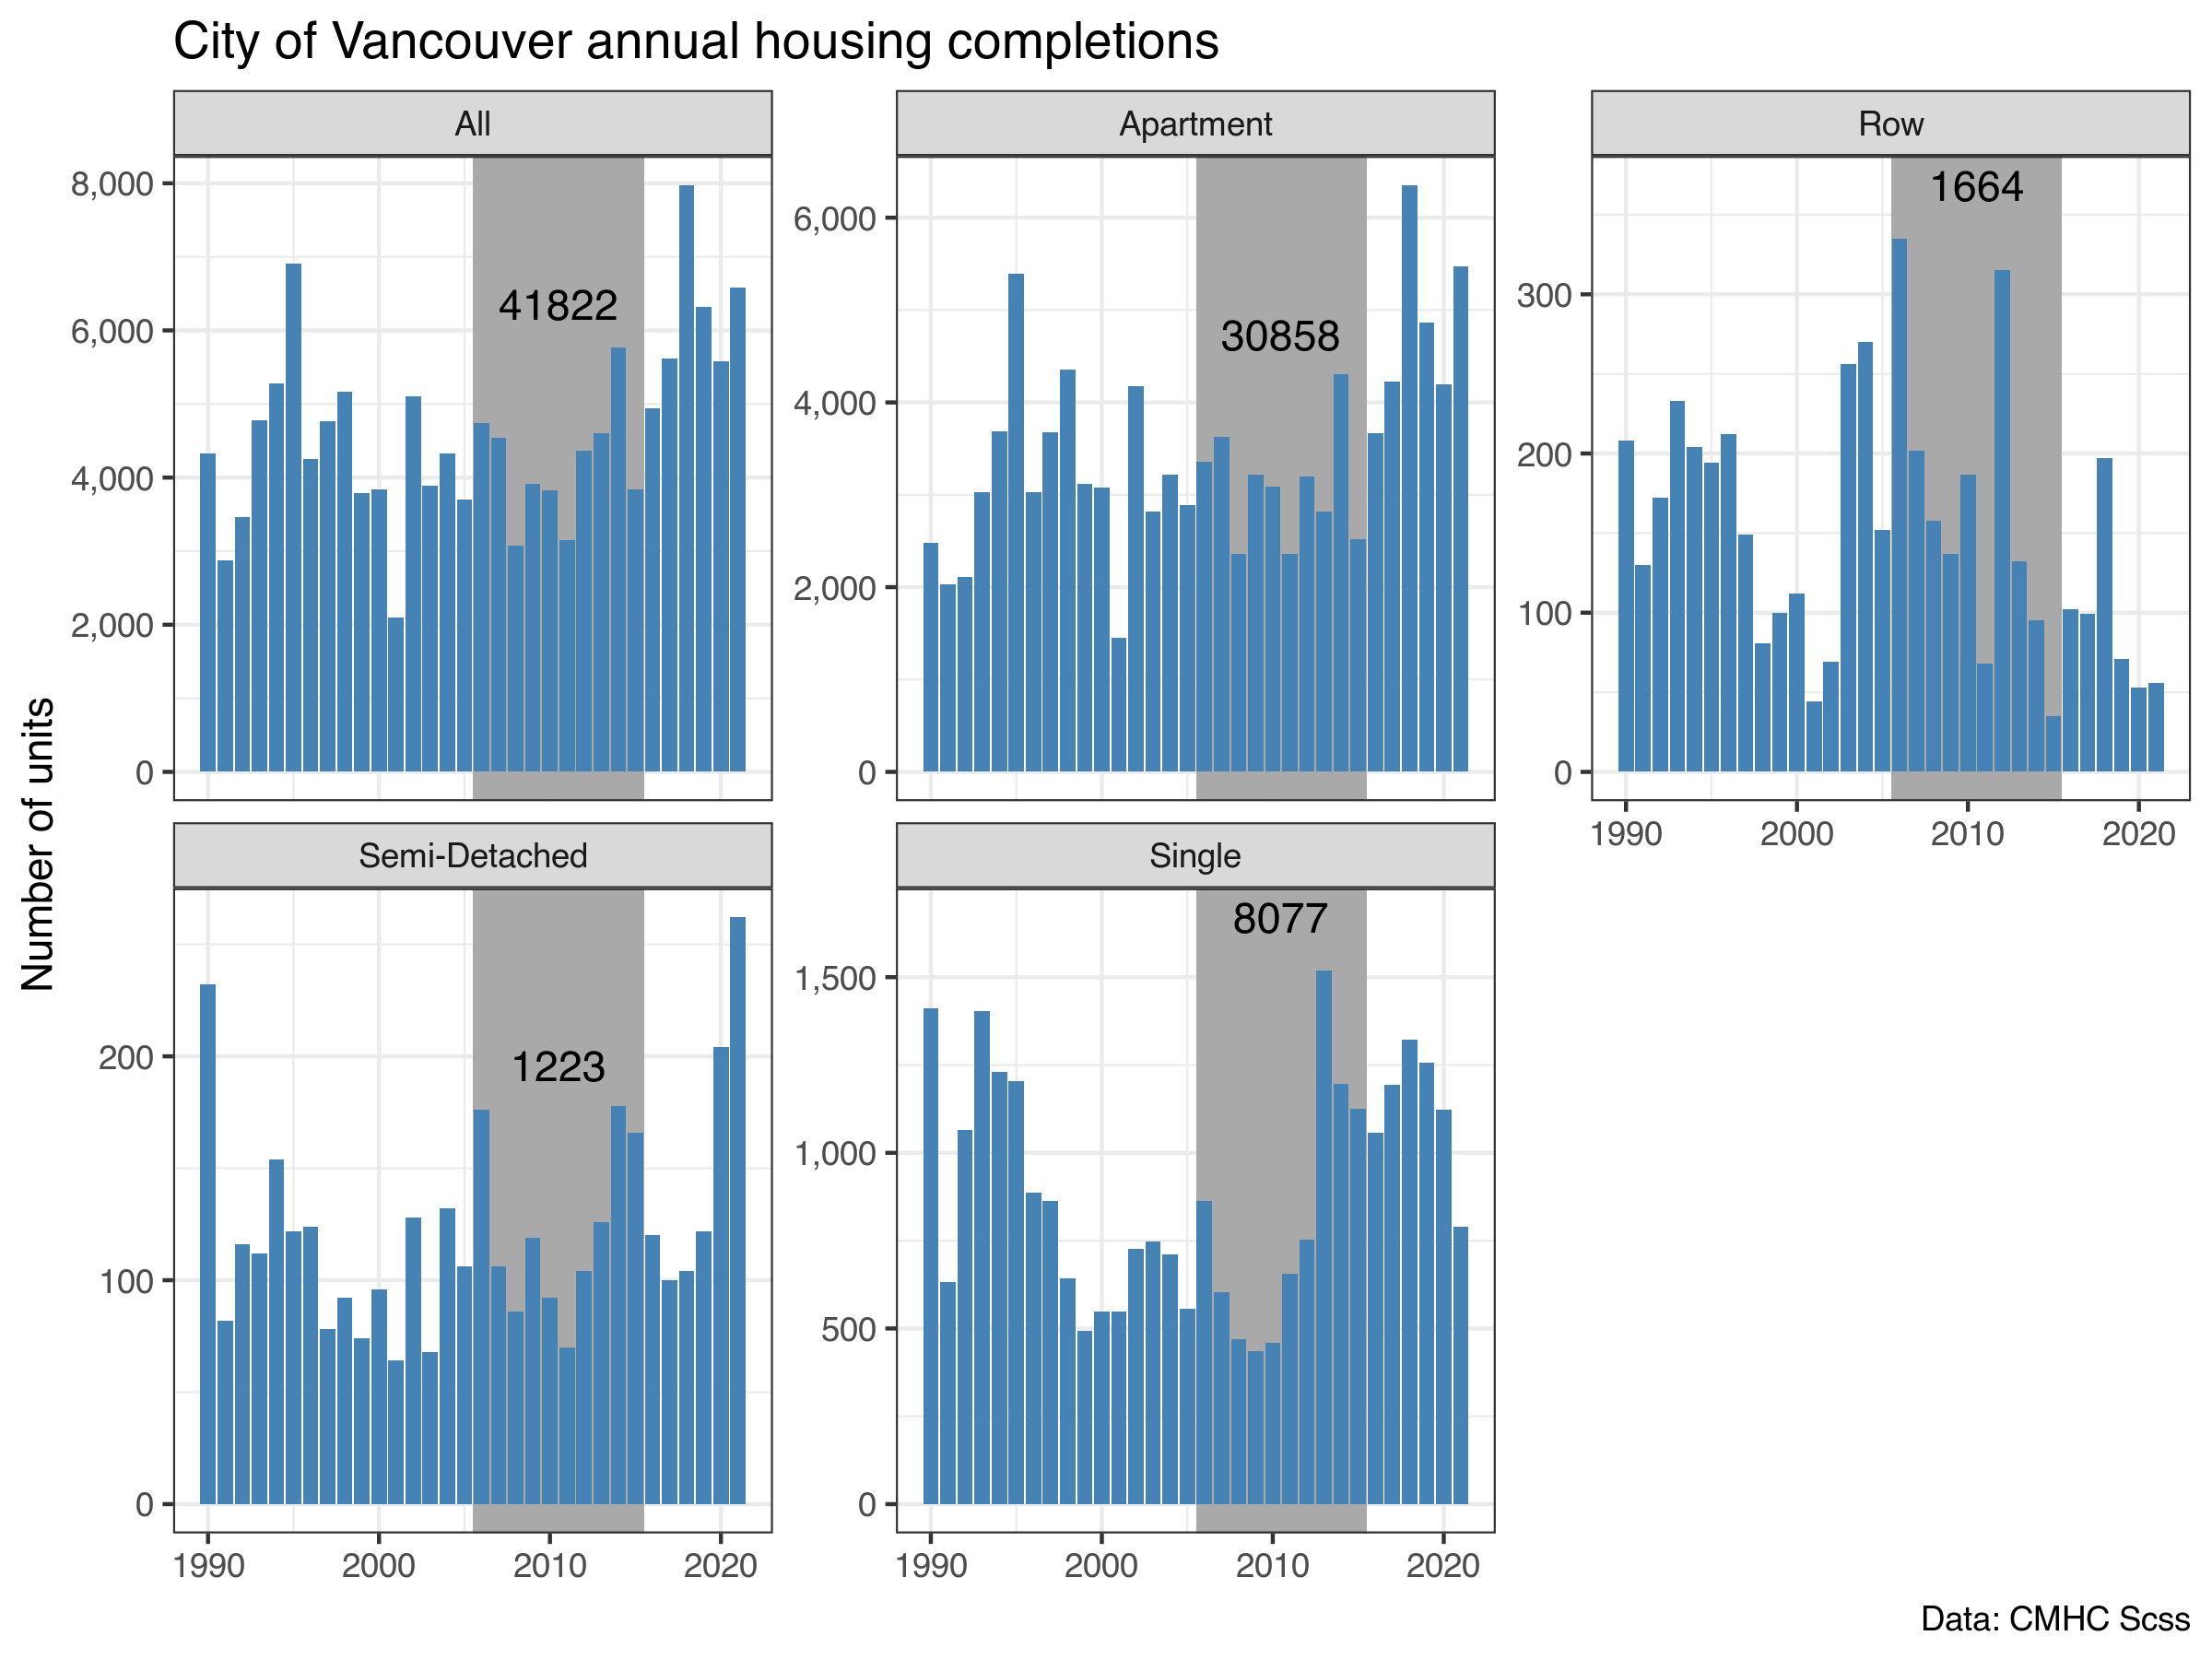 City of Vancouver annual housing completions
Number of units
All
8,000
6,000
4,000
2,000
0
41822
Apartment
6,000
4,000
2,000
0
30858
Row
300
200
100
0
1664
1990 2000 2010 2020
Semi-Detached
200
100
0
1223
1990 2000 2010 2020
Single
1,500
1,000
500
0
8077
1990 2000 2010 2020
Data: CMHC Scss